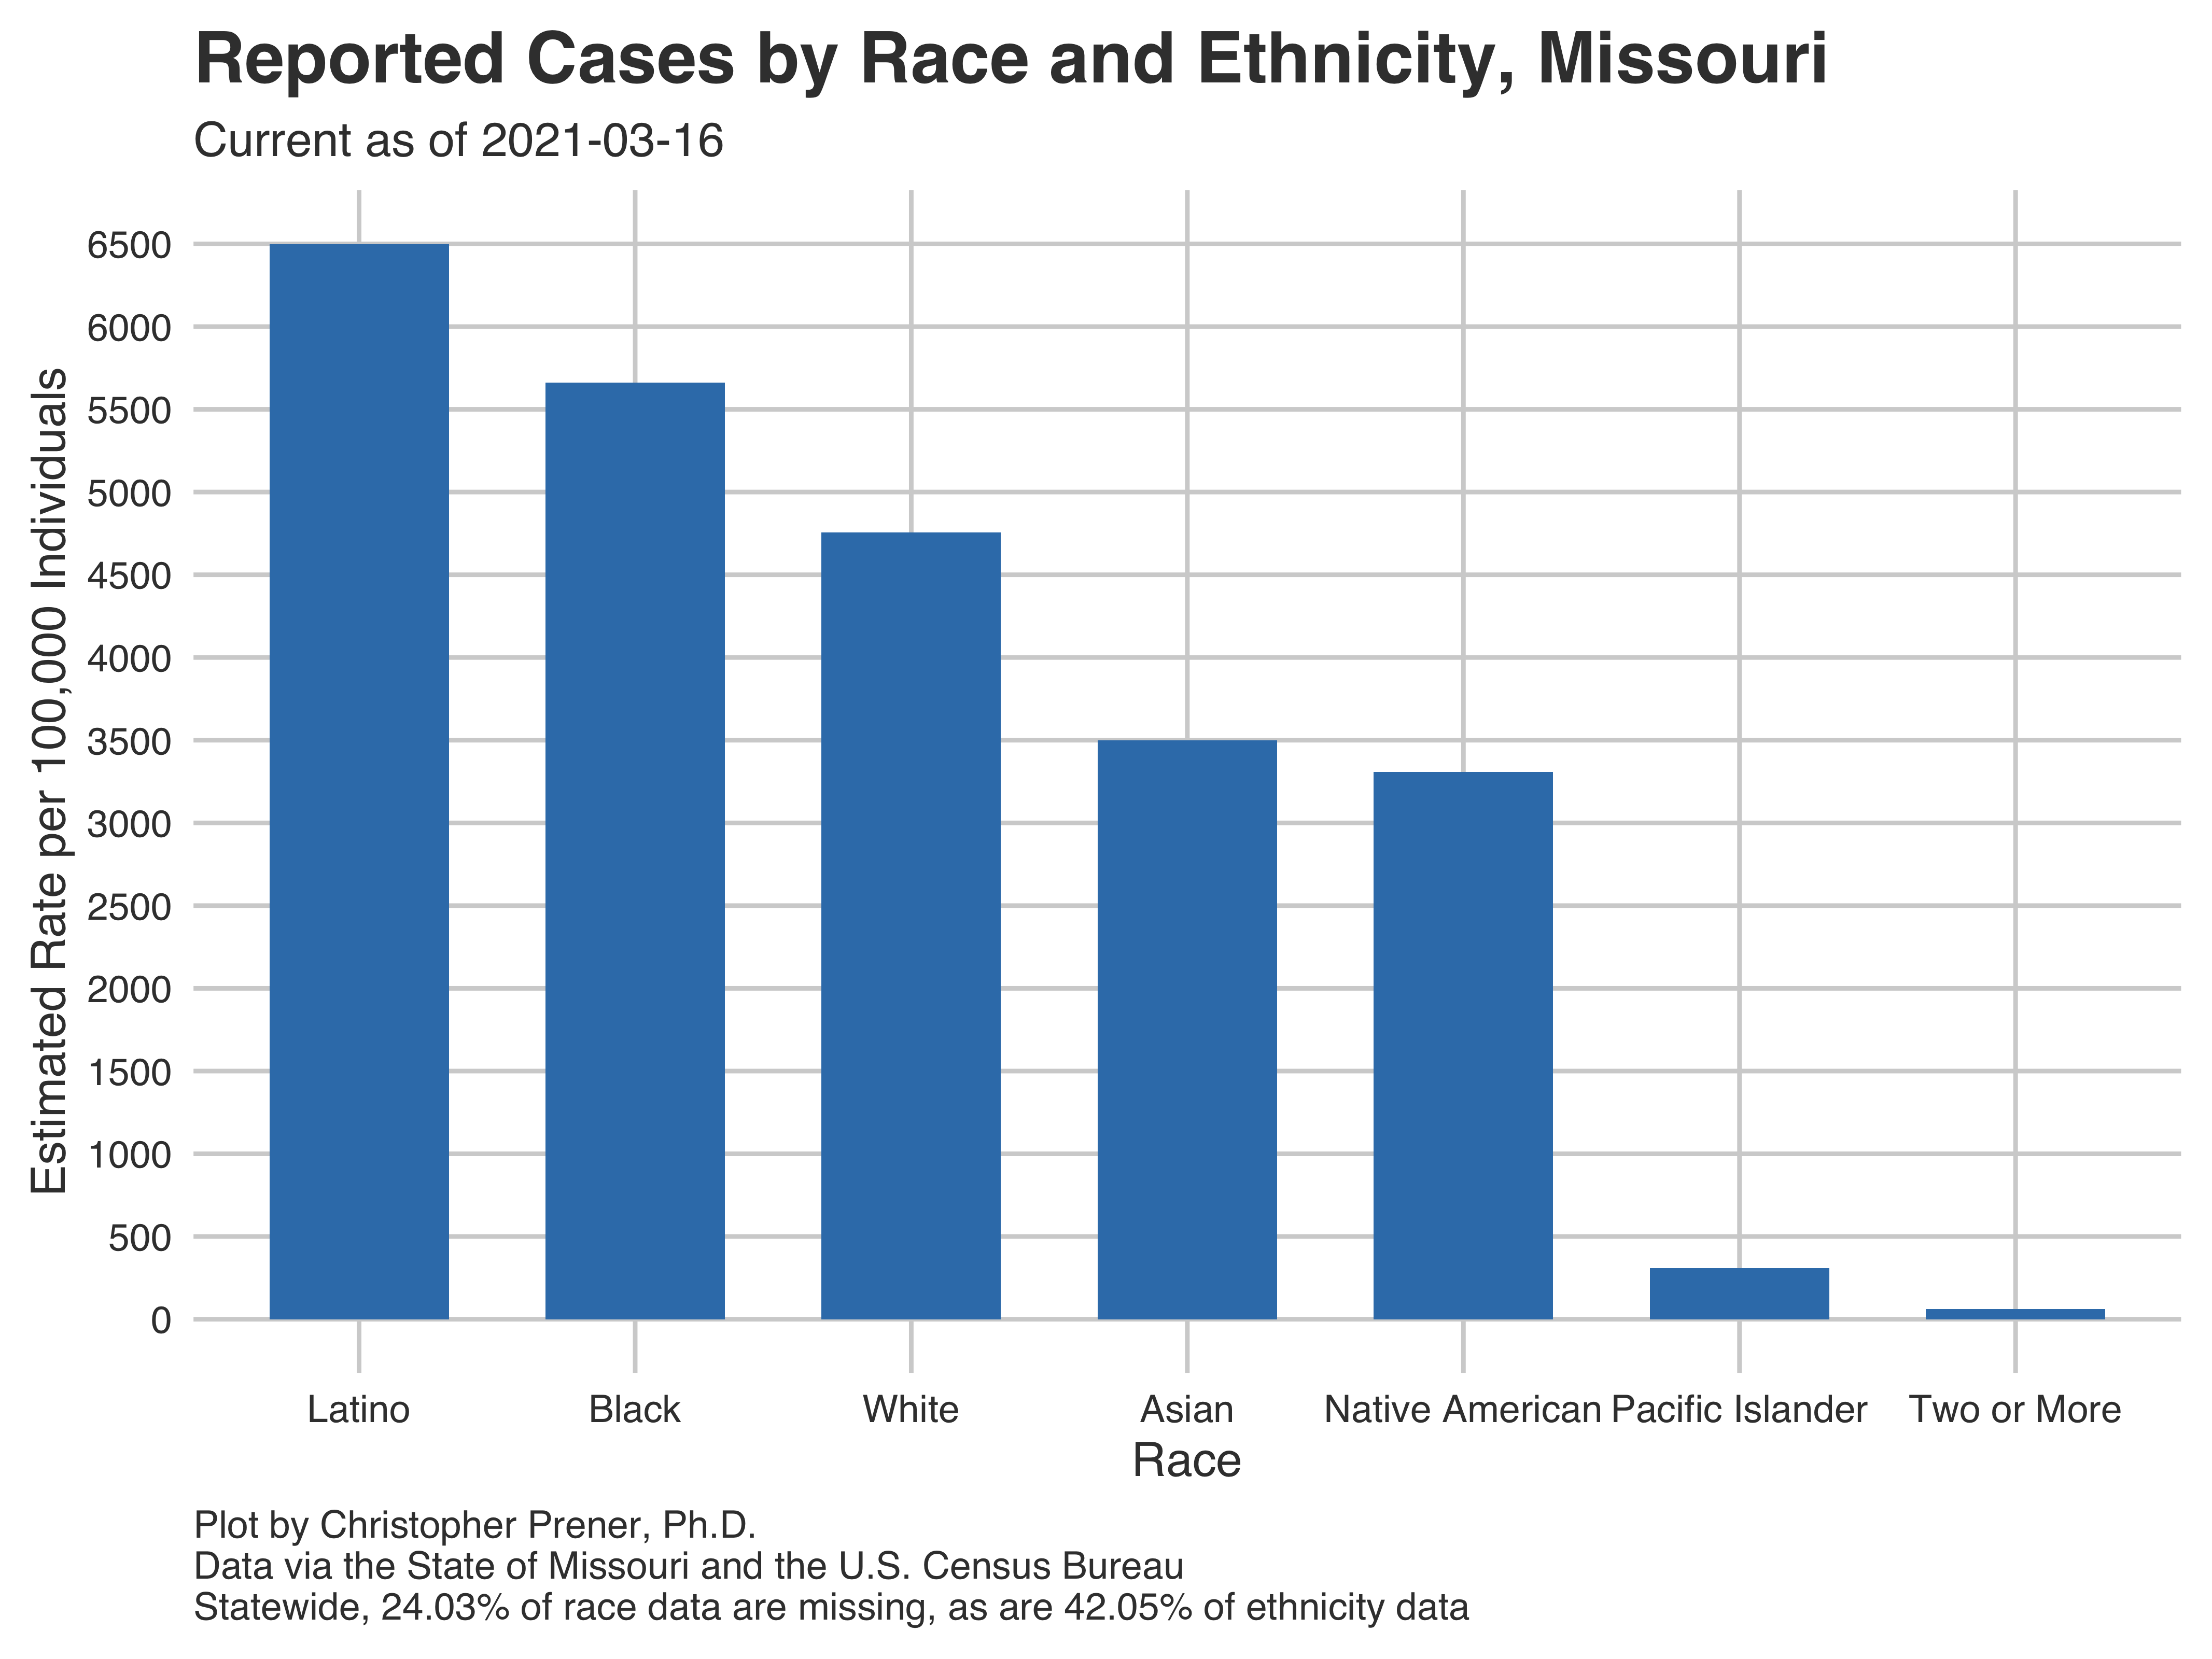 Reported Cases by Race and Ethnicity, Missouri
Current as of 2021-03-16
Estimated Rate per 100,000 Individuals
6500
6000
5500
5000
4500
4000
3500
3000
2500
2000
1500
1000
500
0
Latino Black White Asian Native American Pacific Islander Two or More
Race
Plot by Christopher Prener, Ph.D.
Data via the State of Missouri and the U.S. Census Bureau
Statewide, 24.03% of race data are missing, as are 42.05% of ethnicity data